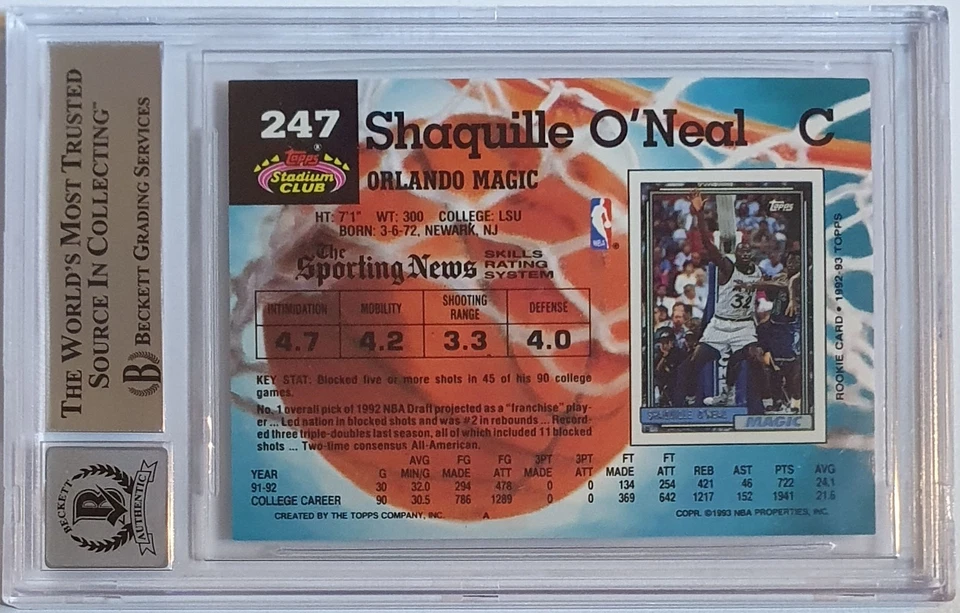 THE WORLD'S MOST TRUSTED
SOURCE IN COLLECTING™
BECKETT GRADING SERVICES
B
BECKETT
AUTHENTIC
B
247
Topps®
Stadium
CLUB
Shaquille O'Neal C
ORLANDO MAGIC
HT: 7'1" WT: 300 COLLEGE: LSU
BORN: 3-6-72, NEWARK, NJ
NBA ®
The
Sporting News
SKILLS
RATING
SYSTEM
INTIMIDATION MOBILITY SHOOTING RANGE DEFENSE
4.7 4.2 3.3 4.0
KEY STAT: Blocked five or more shots in 45 of his 90 college
games.
No. 1 overall pick of 1992 NBA Draft projected as a "franchise" play-
er ... Led nation in blocked shots and was #2 in rebounds ... Record-
ed three triple-doubles last season, all of which included 11 blocked
shots ... Two-time consensus All-American.
AVG FG FG 3PT 3PT FT FT
YEAR G MIN/G MADE ATT MADE ATT MADE ATT REB AST PTS AVG
91-92 30 32.0 294 478 0 0 134 254 421 46 722 24.1
COLLEGE CAREER 90 30.5 786 1289 0 0 369 642 1217 152 1941 21.6
CREATED BY THE TOPPS COMPANY, INC. A COPR. ©1993 NBA PROPERTIES, INC.
Topps
32
SHAQUILLE O'NEAL
MAGIC
ROOKIE CARD • 1992-93 TOPPS